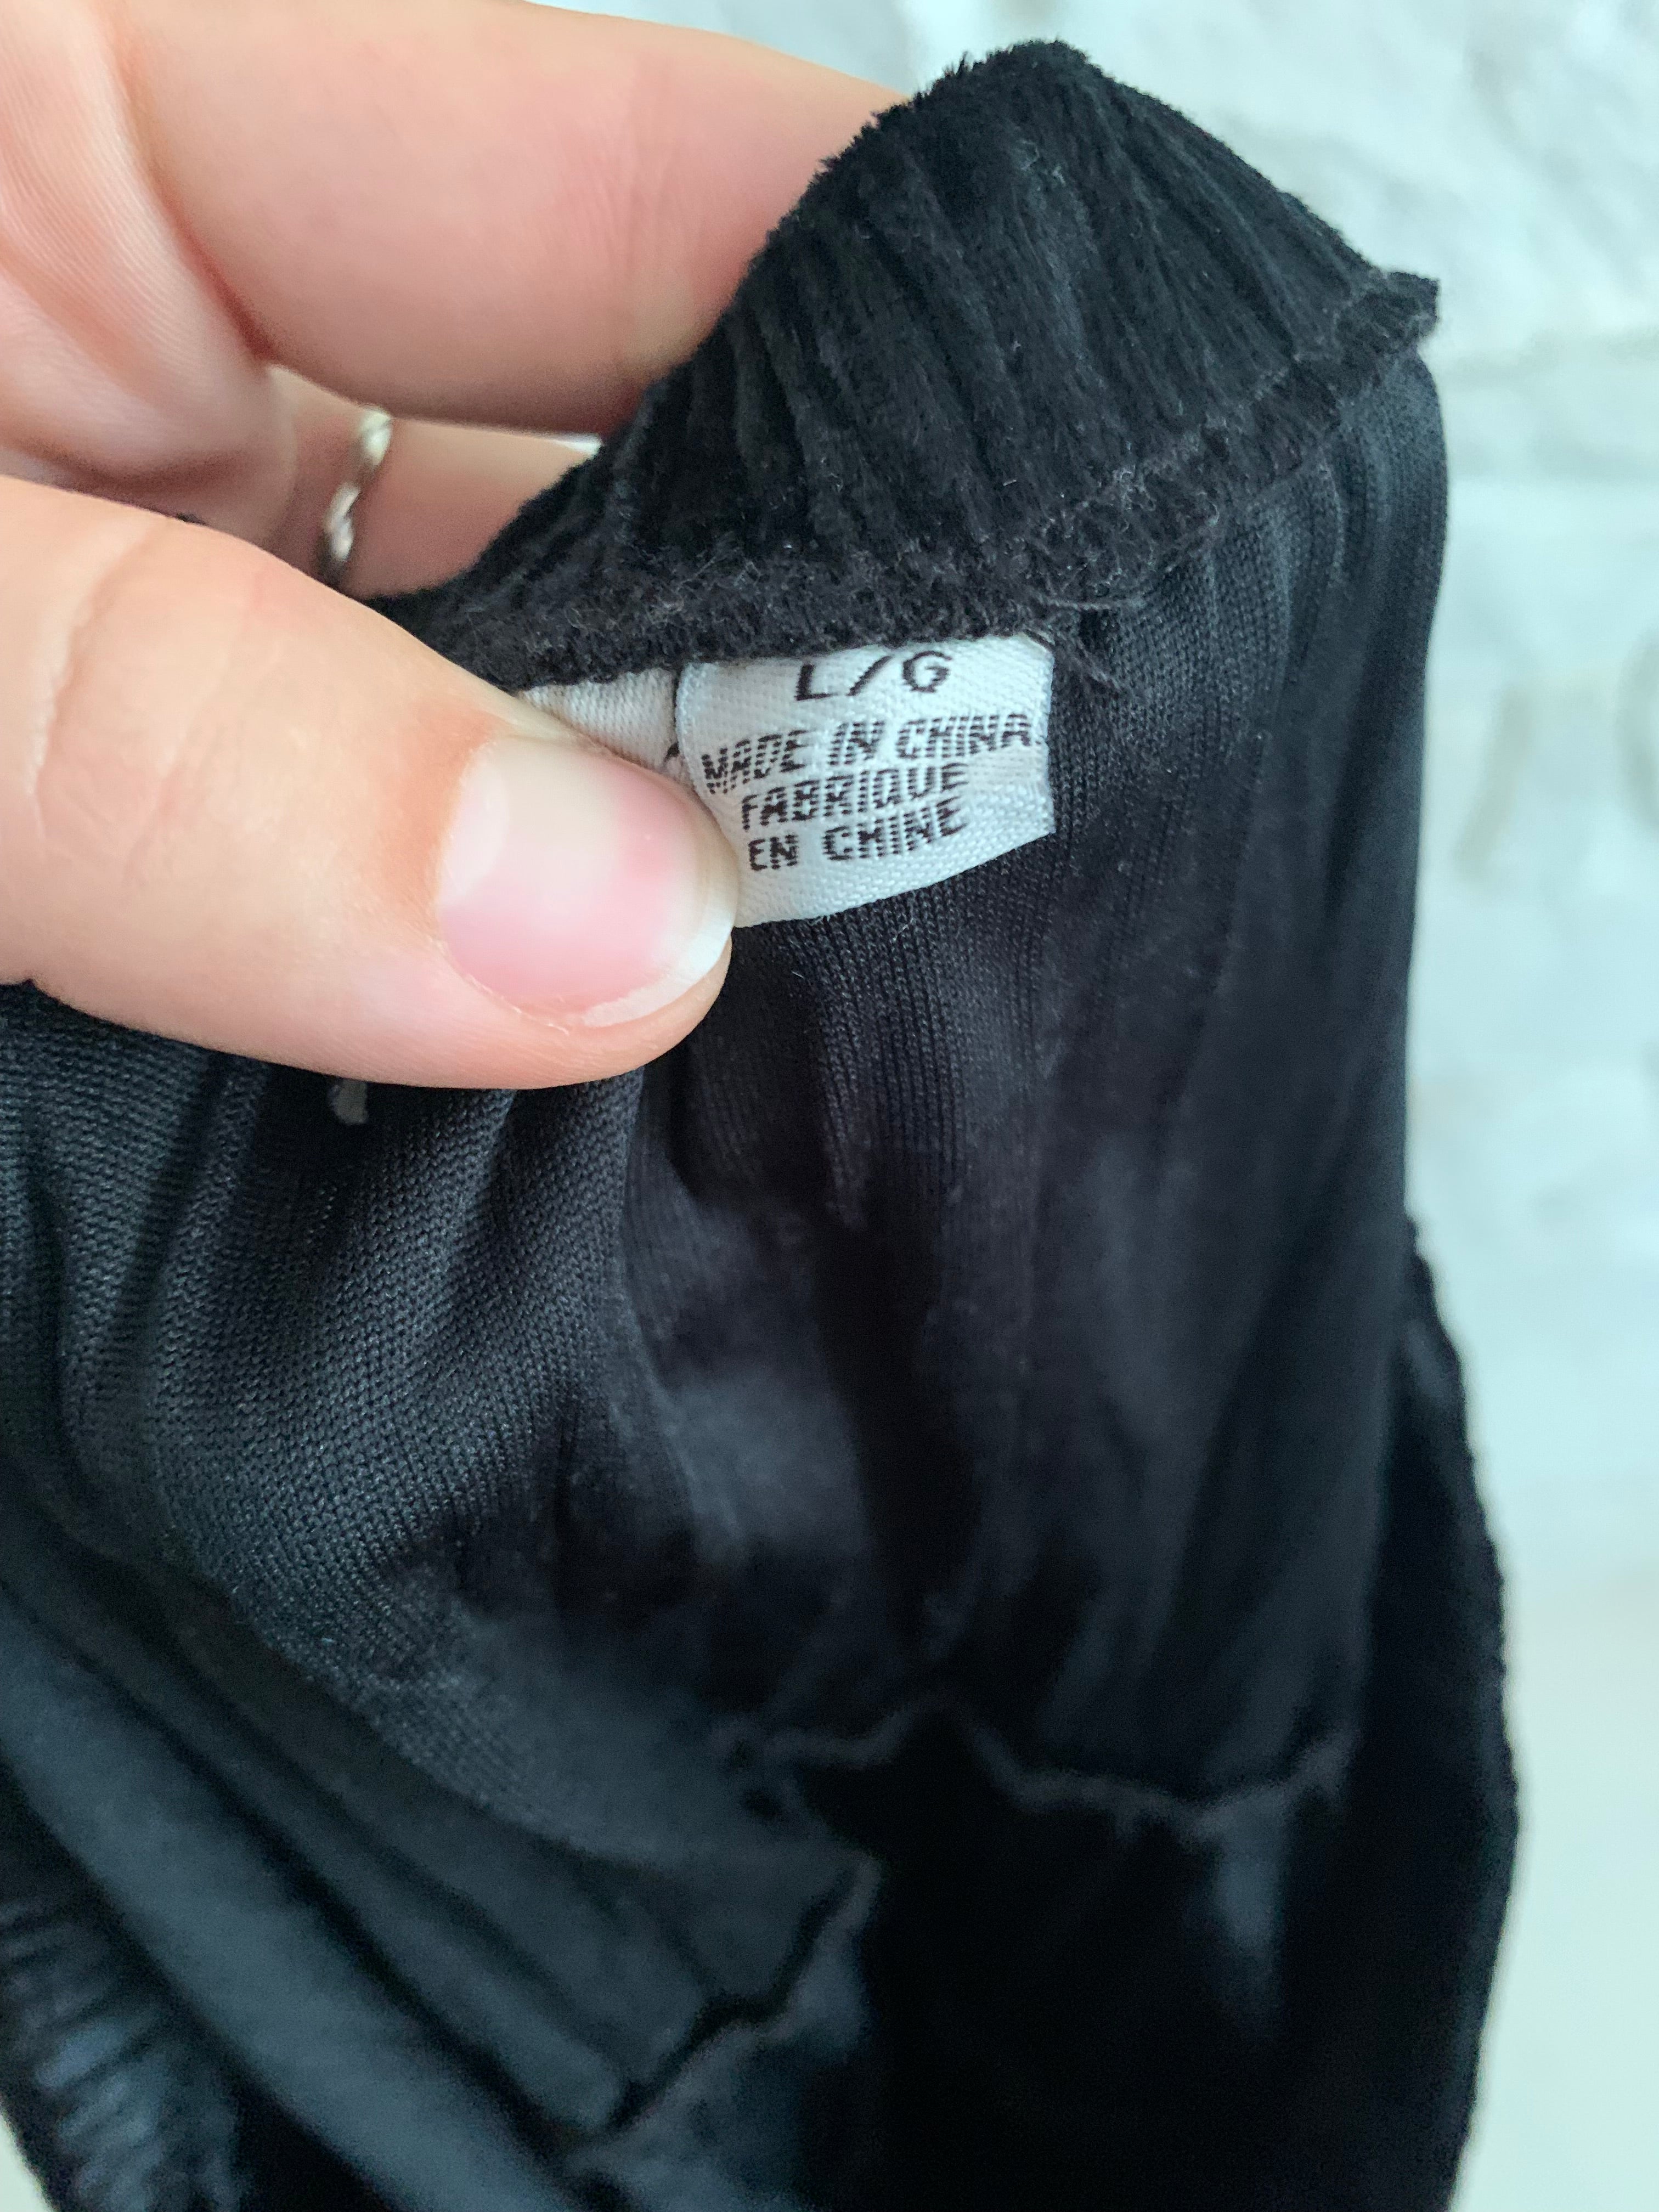 L/G
MADE IN CHINA
FABRIQUE
EN CHINE